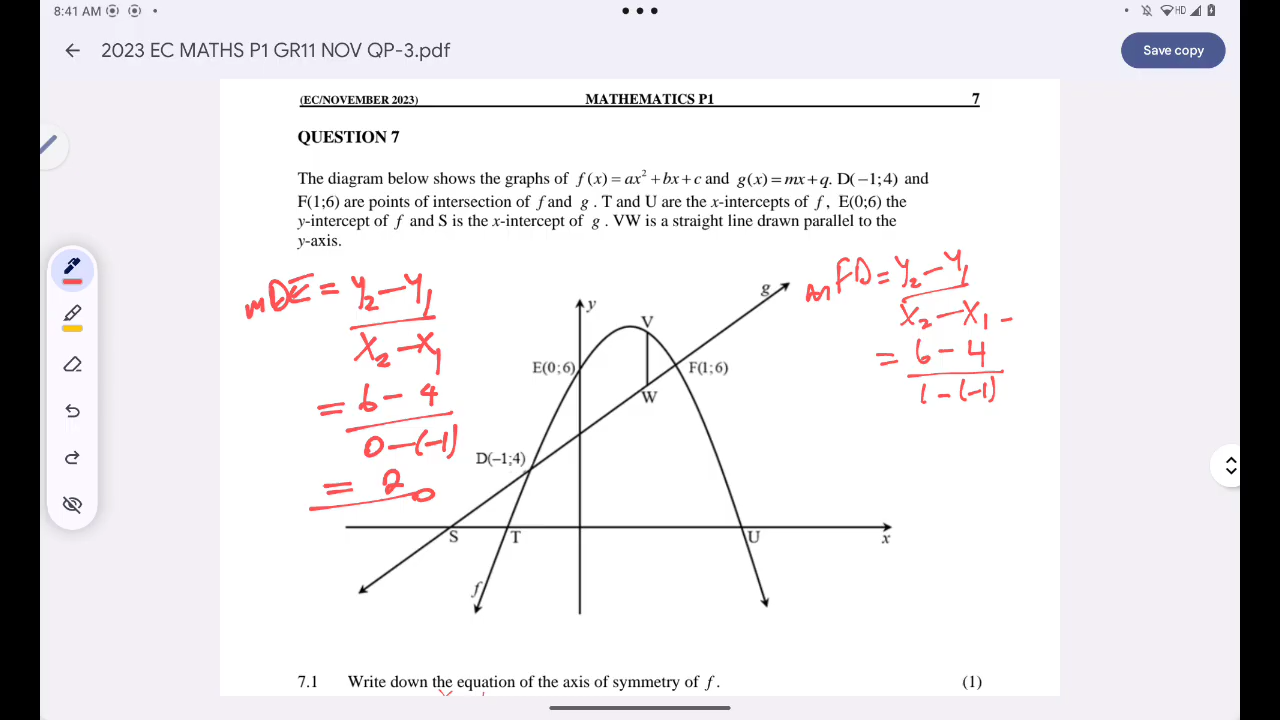 8:41 AM
HD
2023 EC MATHS P1 GR11 NOV QP-3.pdf
Save copy
(EC/NOVEMBER 2023) MATHEMATICS P1 7
QUESTION 7
The diagram below shows the graphs of f(x)=ax²+bx+c and g(x)=mx+q. D(−1;4) and
F(1;6) are points of intersection of f and g. T and U are the x-intercepts of f, E(0;6) the
y-intercept of f and S is the x-intercept of g. VW is a straight line drawn parallel to the
y-axis.
mDE = y₂−y₁
x₂−x₁
= 6−4
0−(−1)
= 2
mFD = y₂−y₁
x₂−x₁
= 6−4
1−(−1)
y
g
V
E(0;6)
F(1;6)
W
D(−1;4)
S
T
U
x
f
7.1 Write down the equation of the axis of symmetry of f. (1)